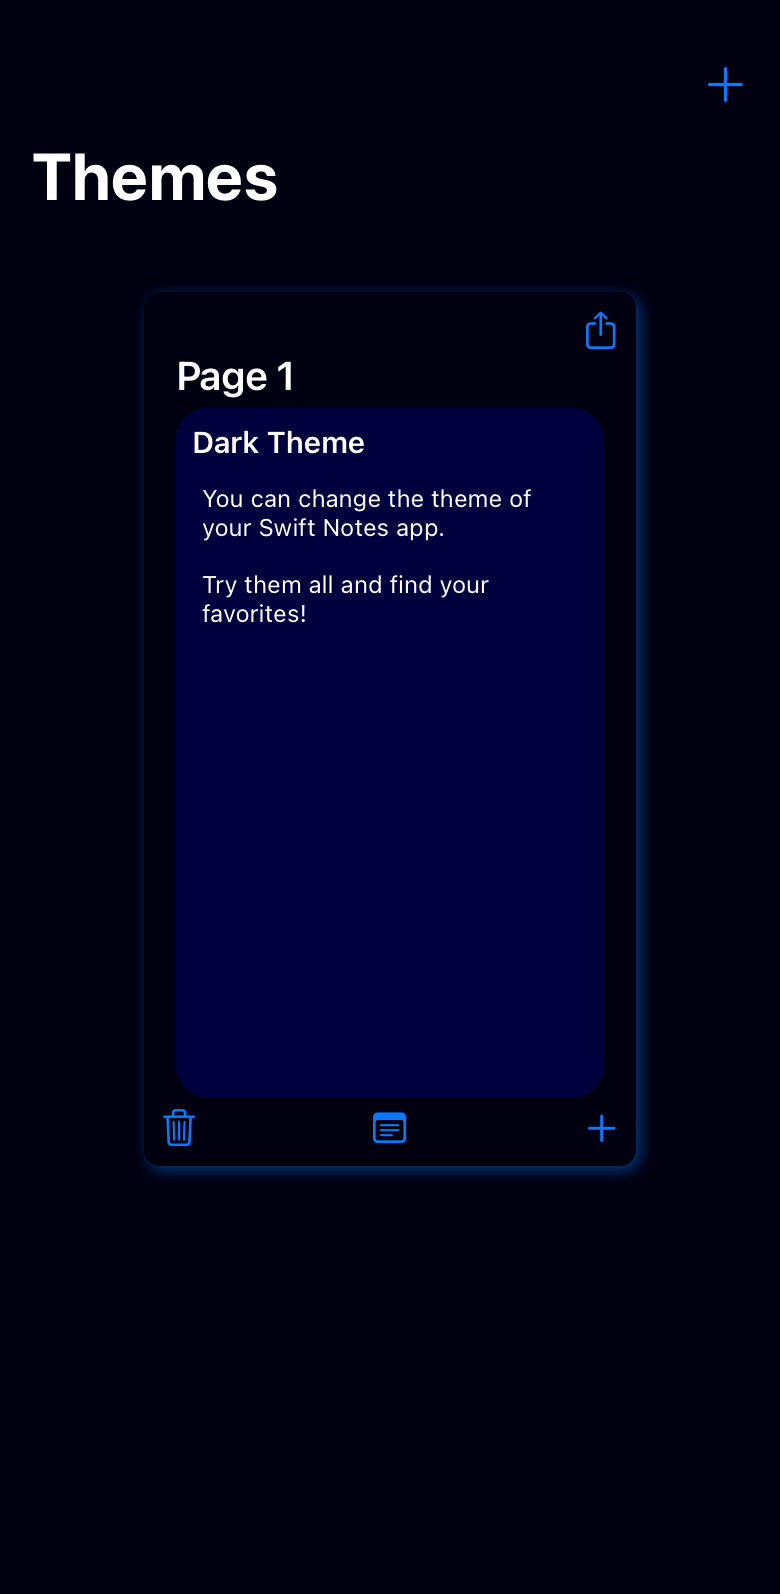 Themes
Page 1
Dark Theme
You can change the theme of
your Swift Notes app.
Try them all and find your
favorites!